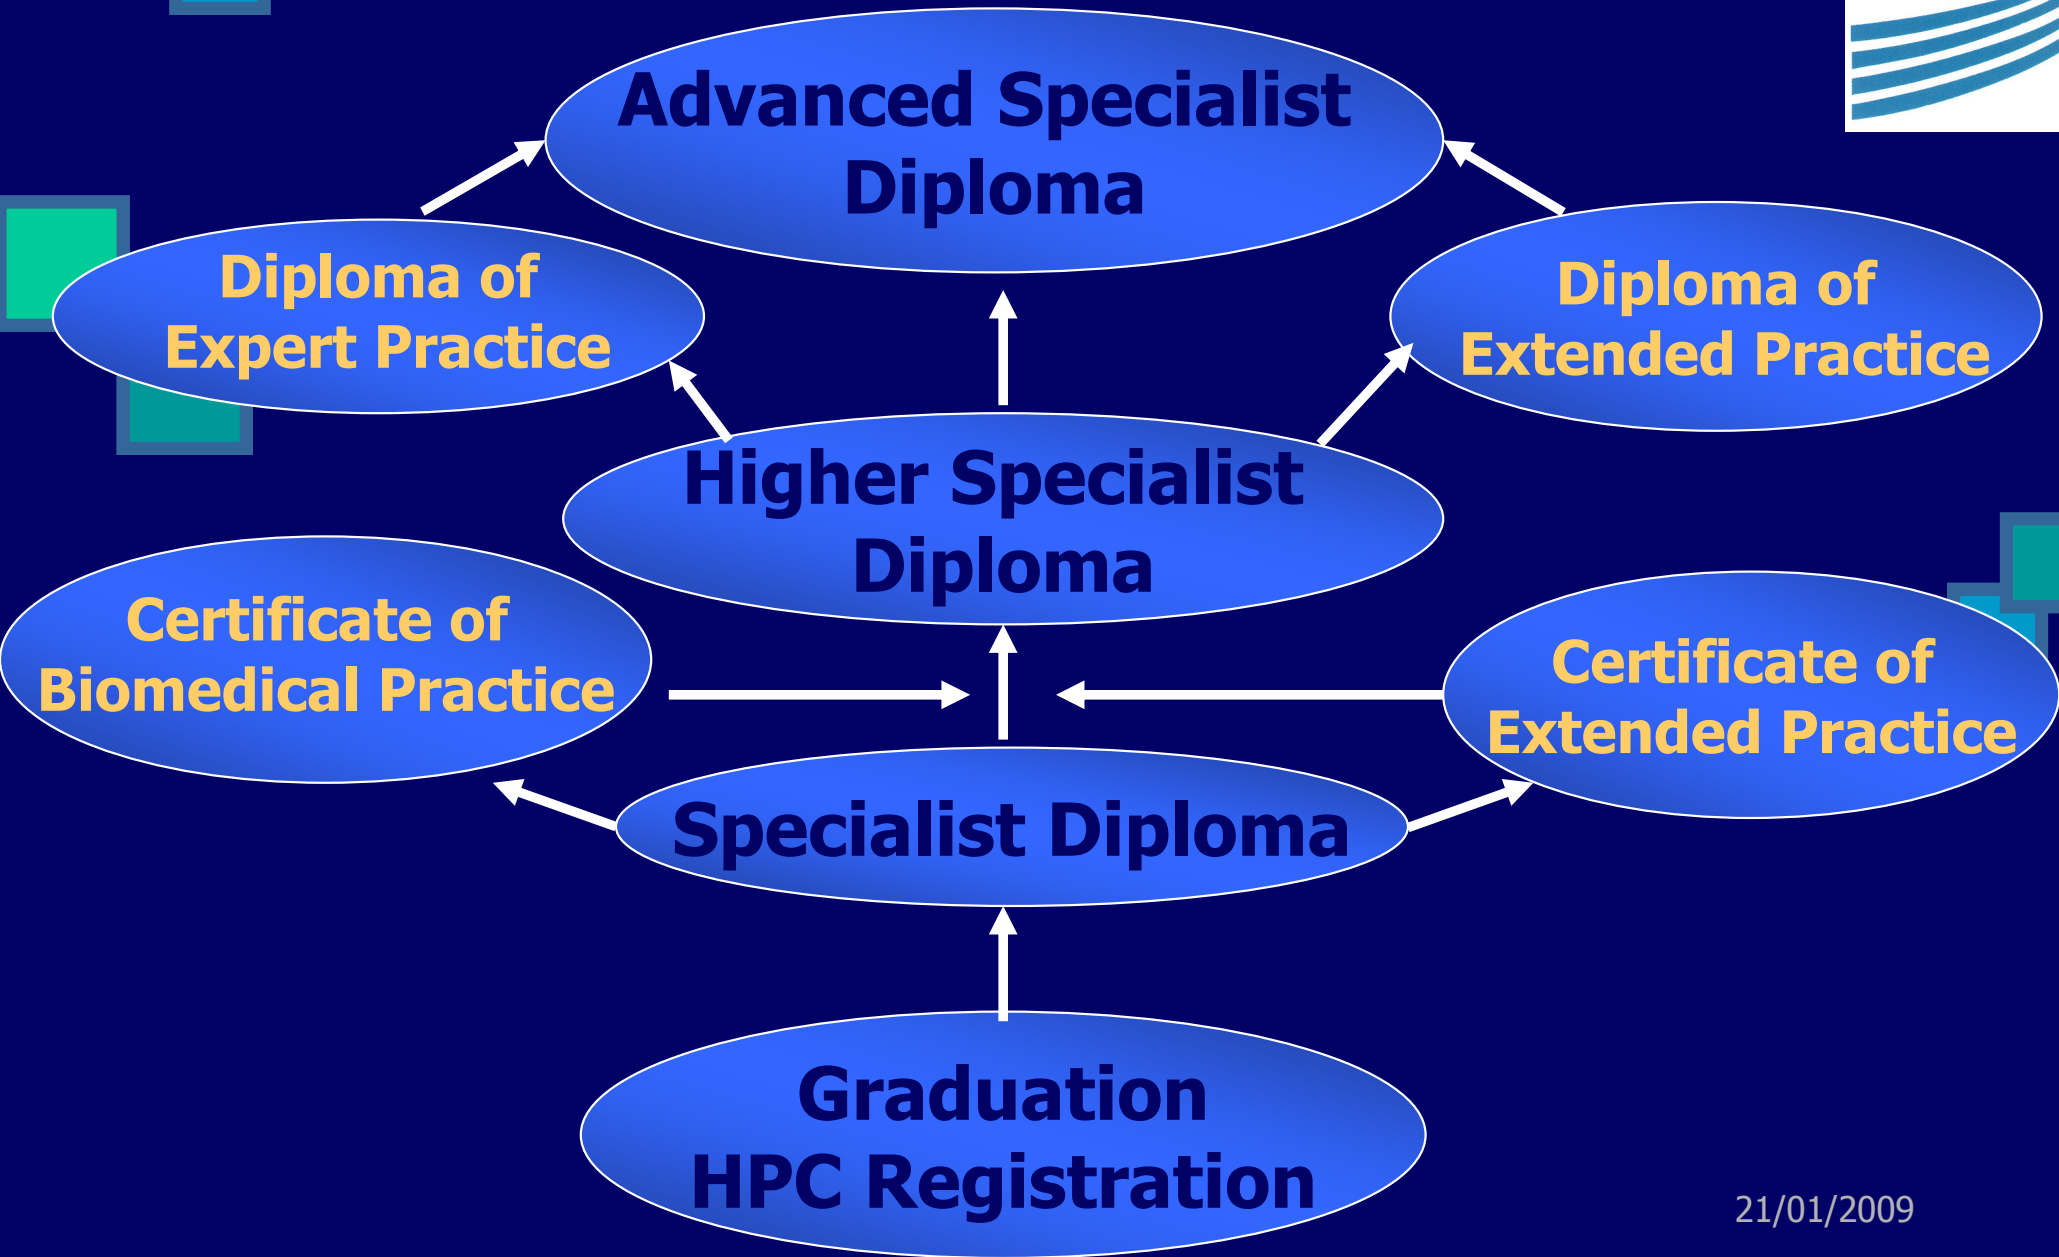 Advanced Specialist
Diploma
Diploma of
Expert Practice
Diploma of
Extended Practice
Higher Specialist
Diploma
Certificate of
Biomedical Practice
Certificate of
Extended Practice
Specialist Diploma
Graduation
HPC Registration
21/01/2009